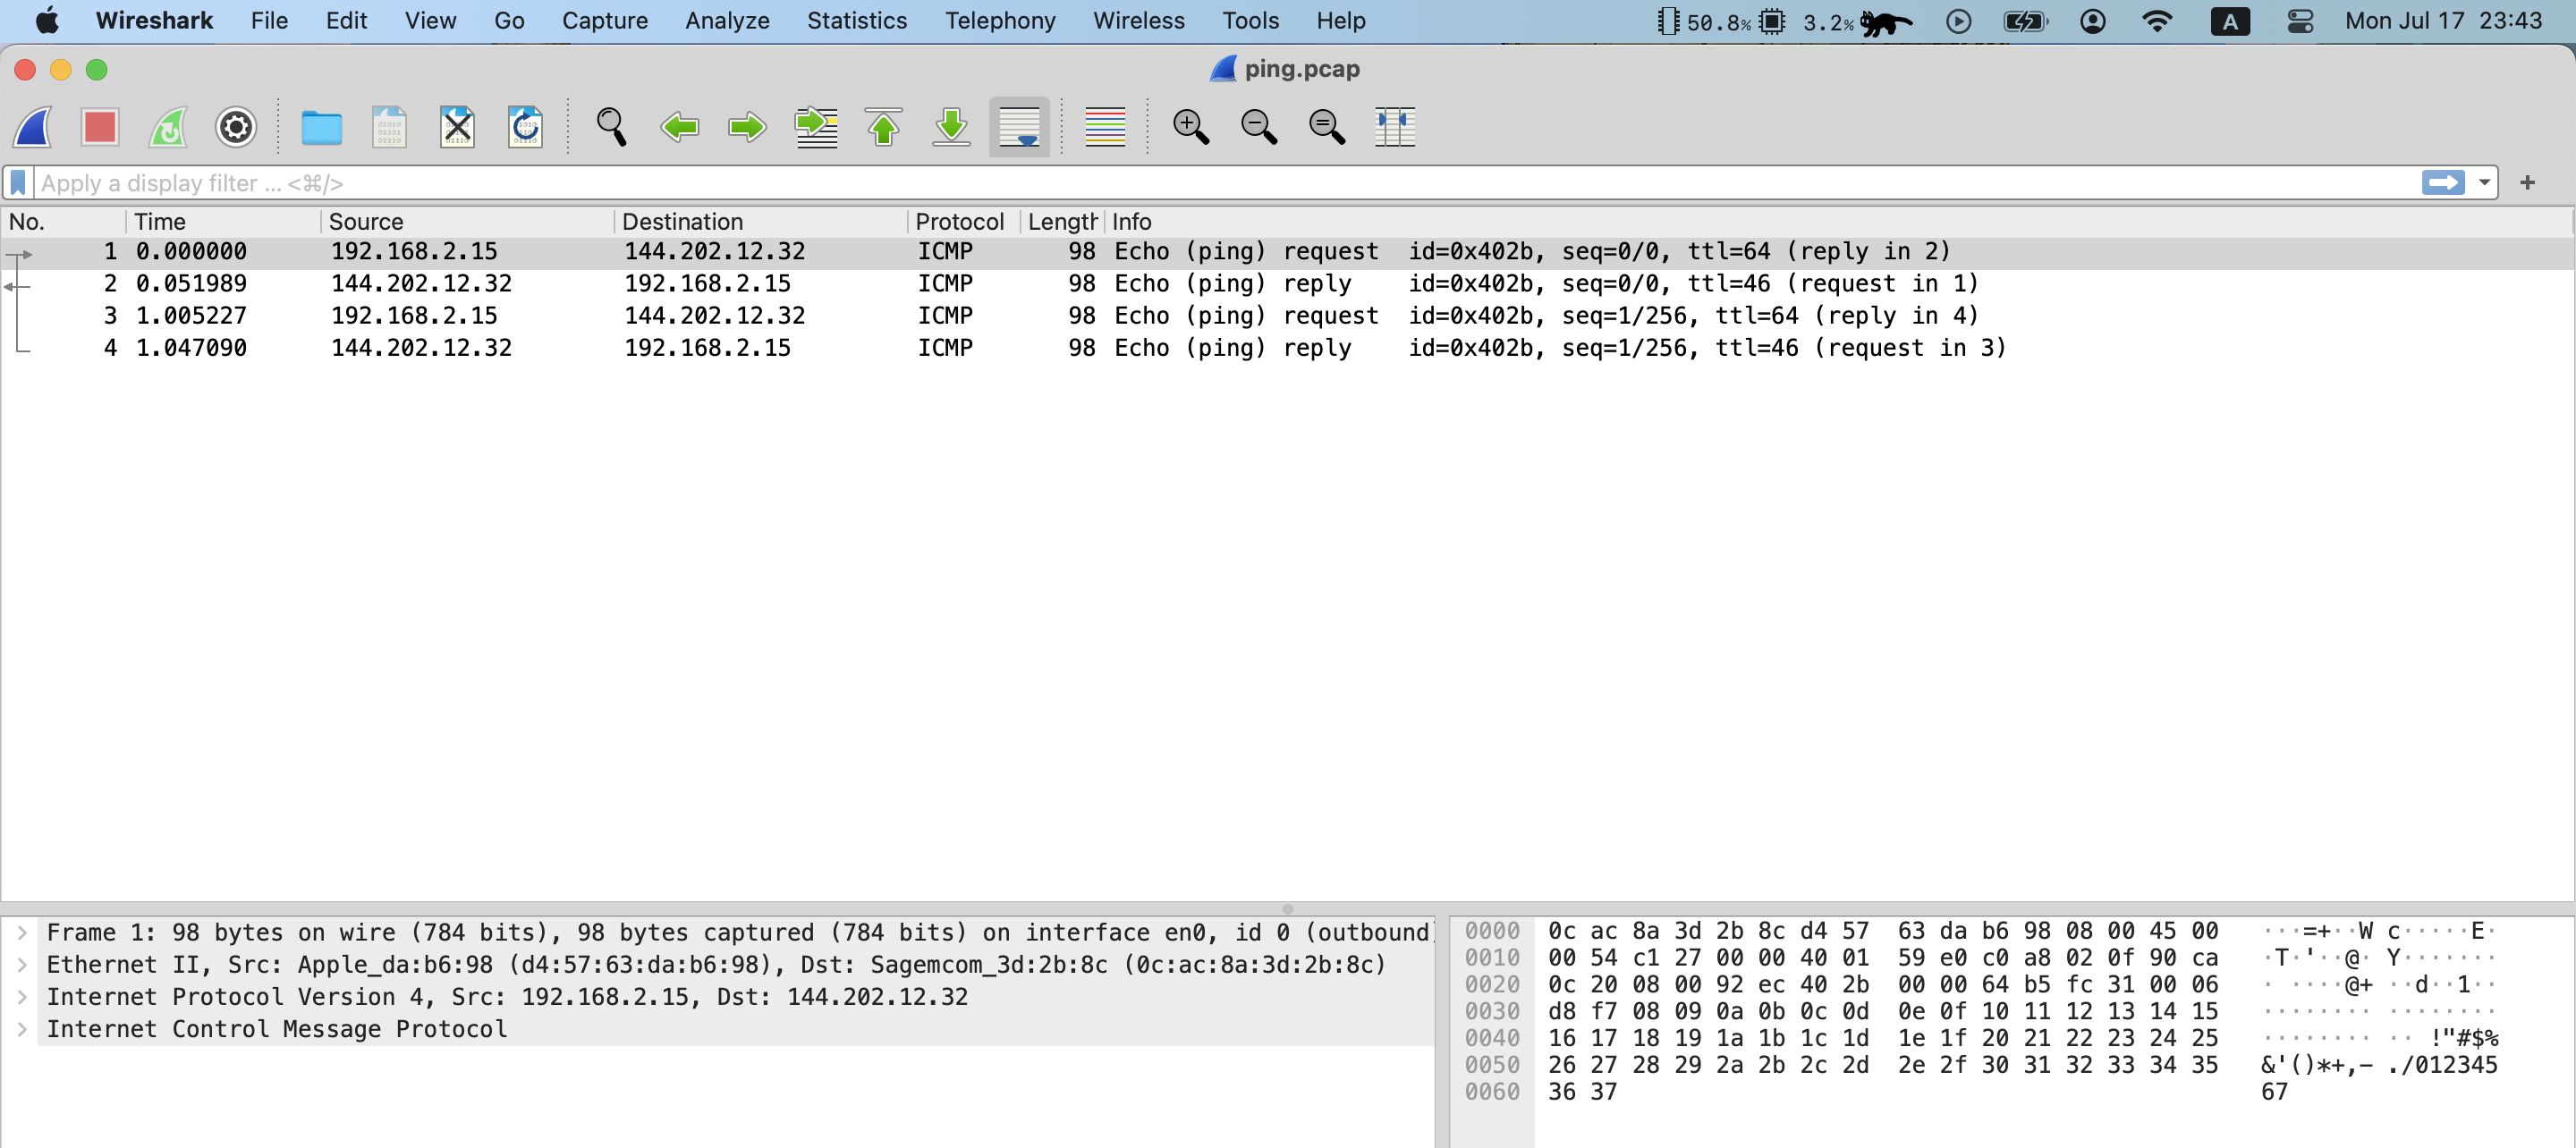 Wireshark File Edit View Go Capture Analyze Statistics Telephony Wireless Tools Help 50.8% 3.2% A Mon Jul 17 23:43
ping.pcap
Apply a display filter ... <⌘/>
No. Time Source Destination Protocol Length Info
1 0.000000 192.168.2.15 144.202.12.32 ICMP 98 Echo (ping) request id=0x402b, seq=0/0, ttl=64 (reply in 2)
2 0.051989 144.202.12.32 192.168.2.15 ICMP 98 Echo (ping) reply id=0x402b, seq=0/0, ttl=46 (request in 1)
3 1.005227 192.168.2.15 144.202.12.32 ICMP 98 Echo (ping) request id=0x402b, seq=1/256, ttl=64 (reply in 4)
4 1.047090 144.202.12.32 192.168.2.15 ICMP 98 Echo (ping) reply id=0x402b, seq=1/256, ttl=46 (request in 3)
Frame 1: 98 bytes on wire (784 bits), 98 bytes captured (784 bits) on interface en0, id 0 (outbound)
Ethernet II, Src: Apple_da:b6:98 (d4:57:63:da:b6:98), Dst: Sagemcom_3d:2b:8c (0c:ac:8a:3d:2b:8c)
Internet Protocol Version 4, Src: 192.168.2.15, Dst: 144.202.12.32
Internet Control Message Protocol
0000 0c ac 8a 3d 2b 8c d4 57 63 da b6 98 08 00 45 00 ···=+··W c·····E·
0010 00 54 c1 27 00 00 40 01 59 e0 c0 a8 02 0f 90 ca ·T·'··@· Y·······
0020 0c 20 08 00 92 ec 40 2b 00 00 64 b5 fc 31 00 06 · ····@+ ··d··1··
0030 d8 f7 08 09 0a 0b 0c 0d 0e 0f 10 11 12 13 14 15 ········ ········
0040 16 17 18 19 1a 1b 1c 1d 1e 1f 20 21 22 23 24 25 ········ ·· !"#$%
0050 26 27 28 29 2a 2b 2c 2d 2e 2f 30 31 32 33 34 35 &'()*+,- ./012345
0060 36 37 67